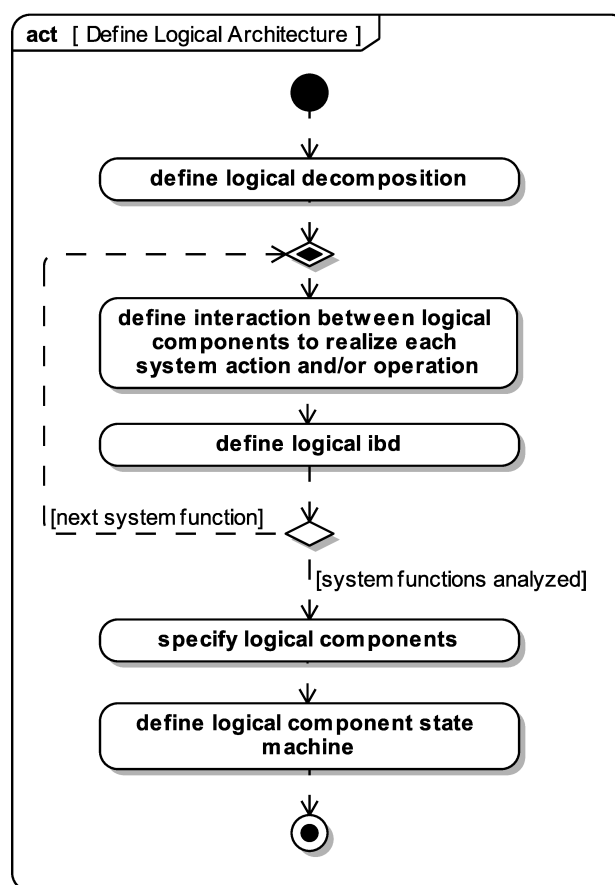 act [ Define Logical Architecture ]
define logical decomposition
define interaction between logical
components to realize each
system action and/or operation
define logical ibd
[next system function]
[system functions analyzed]
specify logical components
define logical component state
machine